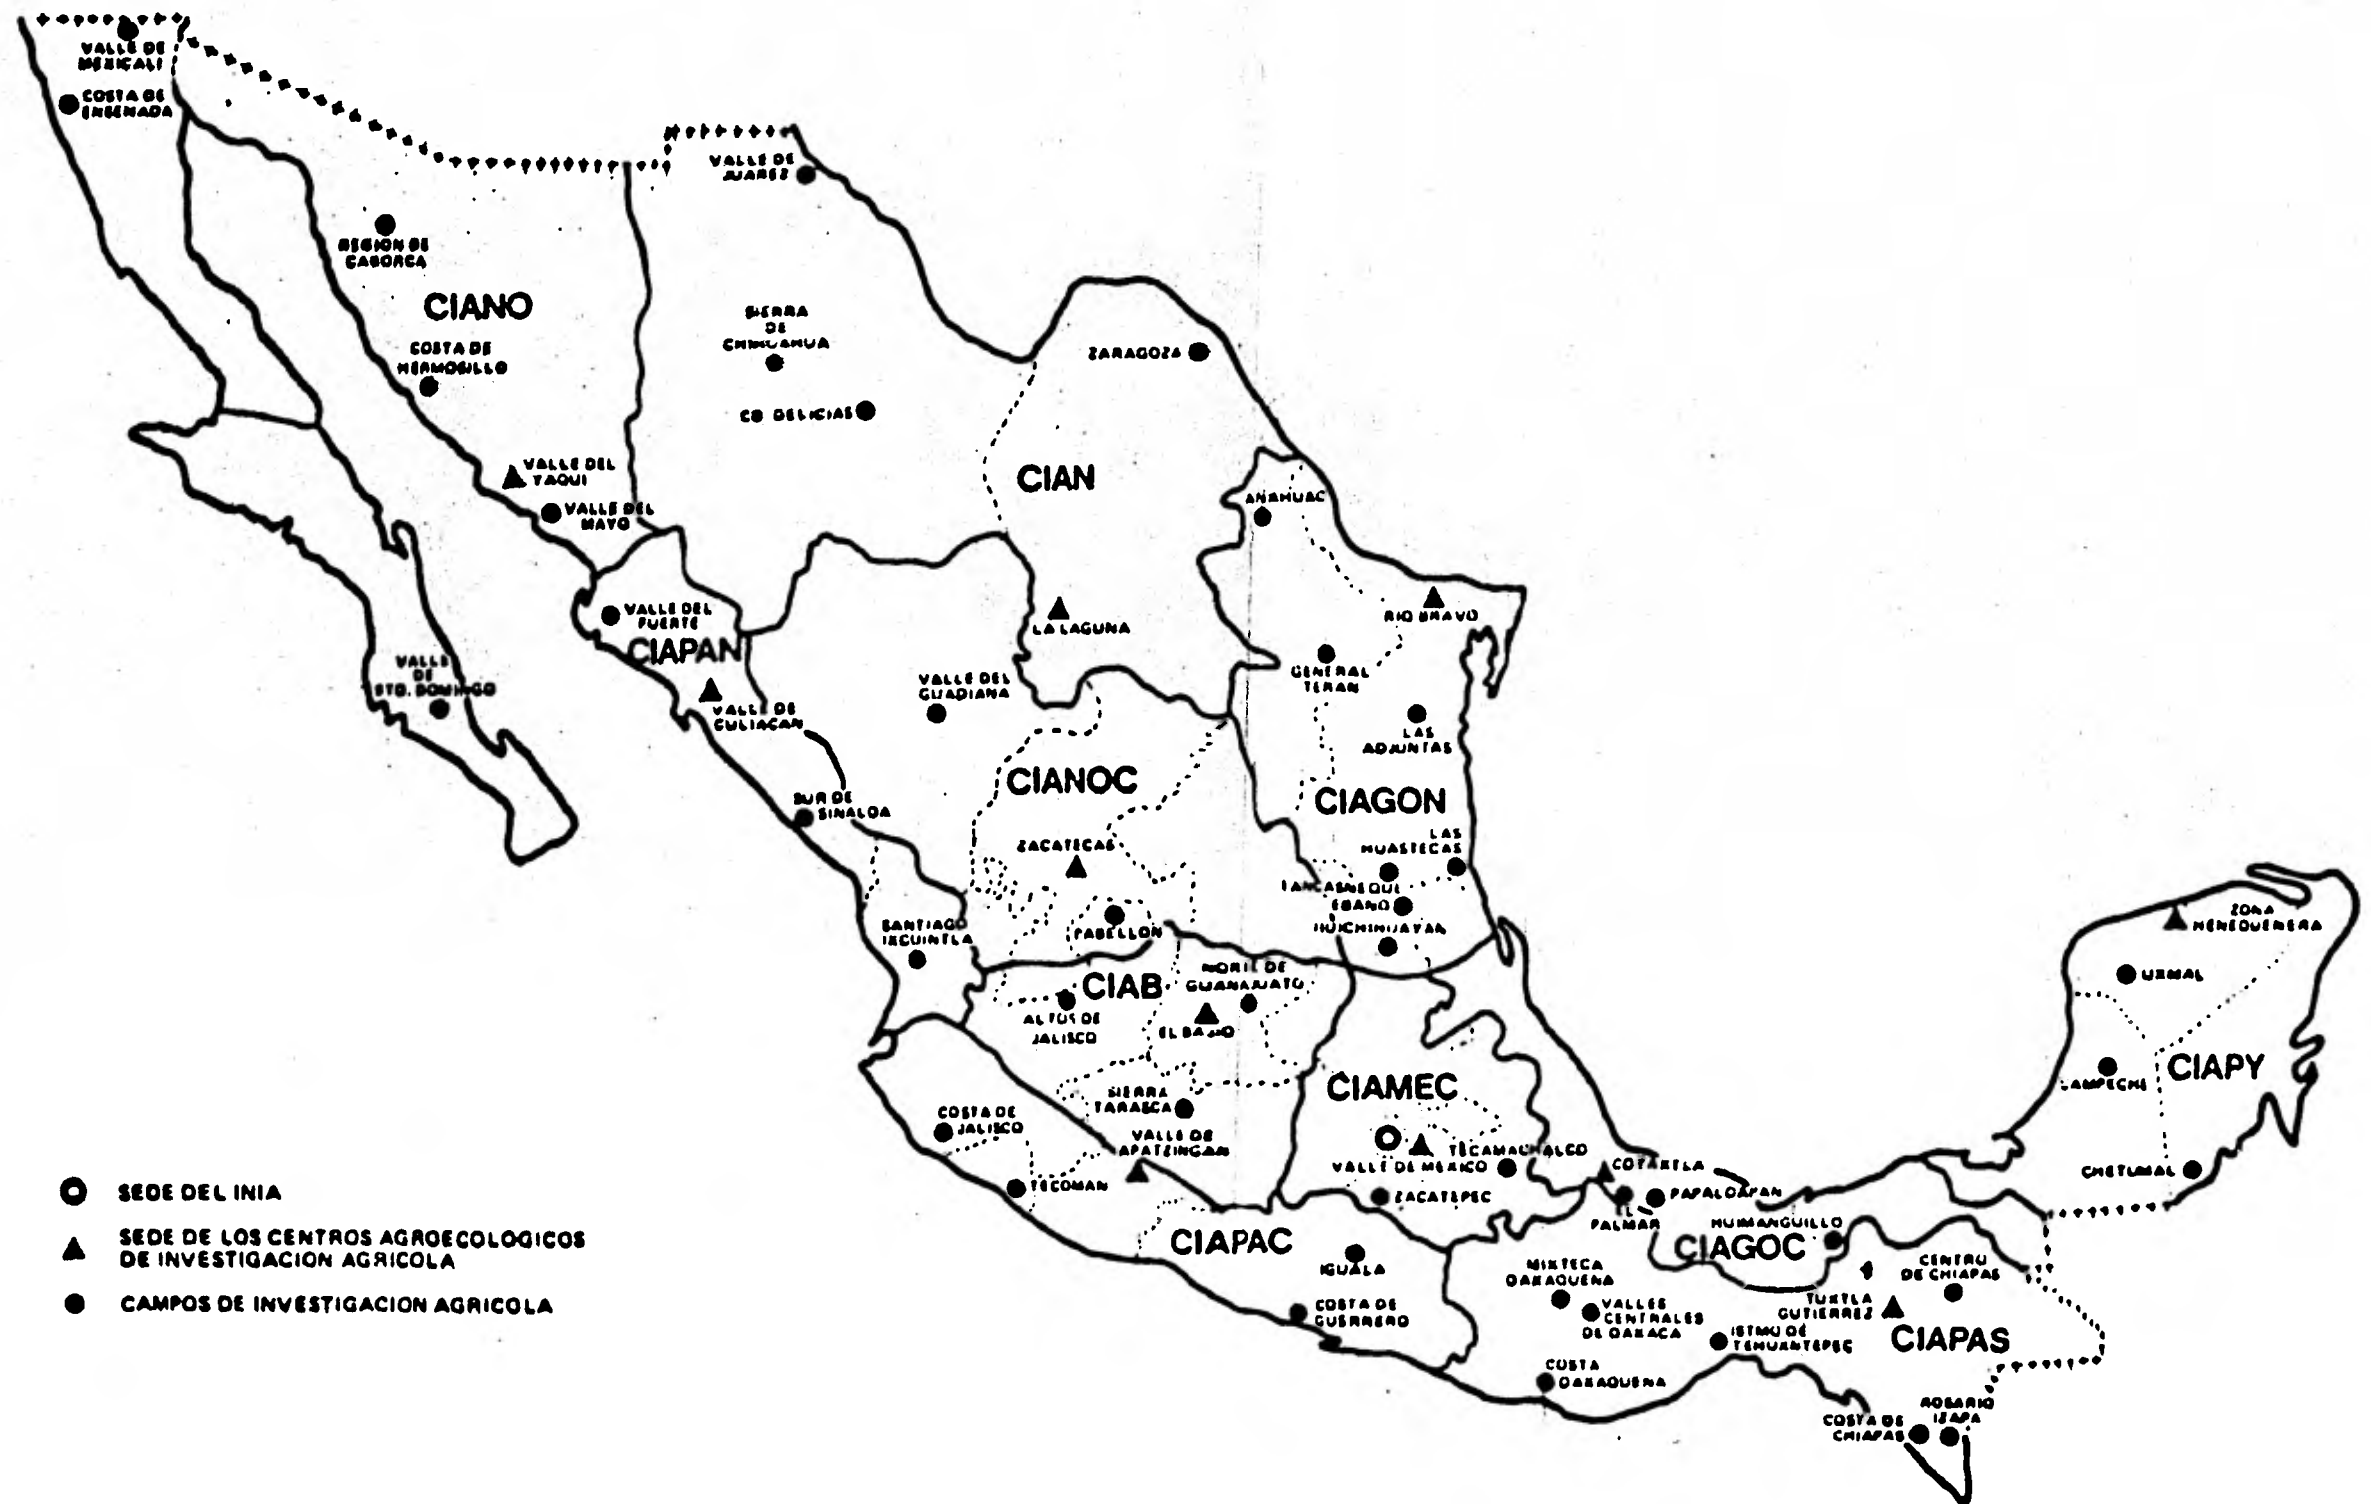 VALLE DE
MEXICALI
COSTA DE
ENSENADA
VALLE DE
JUAREZ
REGION DE
CABORCA
CIANO
SIERRA
DE
CHIHUAHUA
COSTA DE
HERMOSILLO
ZARAGOZA
CD DELICIAS
VALLE DEL
YAQUI
CIAN
VALLE DEL
MAYO
ANAHUAC
VALLE DEL
FUERTE
CIAPAN
LA LAGUNA
RIO BRAVO
VALLE
DE
STO. DOMINGO
VALLE DE
CULIACAN
VALLE DEL
GUADIANA
GENERAL
TERAN
LAS
ADJUNTAS
CIANOC
CIAGON
SUR DE
SINALOA
ZACATECAS
LAS
HUASTECAS
TANCASNEQUI
EBANO
HUICHIHUAYAN
SANTIAGO
IXCUINTLA
PABELLON
ZONA
HENEQUENERA
UXMAL
CIAB
NORTE DE
GUANAJUATO
ALTOS DE
JALISCO
EL BAJIO
CIAPY
CAMPECHE
CIAMEC
SIERRA
TARASCA
COSTA DE
JALISCO
VALLE DE
APATZINGAN
TECAMACHALCO
VALLE DE MEXICO
COTAXTLA
CHETUMAL
TECOMAN
ZACATEPEC
PAPALOAPAN
EL
PALMAR
HUIMANGUILLO
CIAPAC
CIAGOC
IGUALA
MIXTECA
OAXAQUEÑA
CENTRO
DE CHIAPAS
COSTA DE
GUERRERO
VALLES
CENTRALES
DE OAXACA
TUXTLA
GUTIERREZ
ISTMO DE
TEHUANTEPEC
CIAPAS
COSTA
OAXAQUEÑA
COSTA DE
CHIAPAS
ROSARIO
IZAPA
SEDE DEL INIA
SEDE DE LOS CENTROS AGROECOLOGICOS
DE INVESTIGACION AGRICOLA
CAMPOS DE INVESTIGACION AGRICOLA